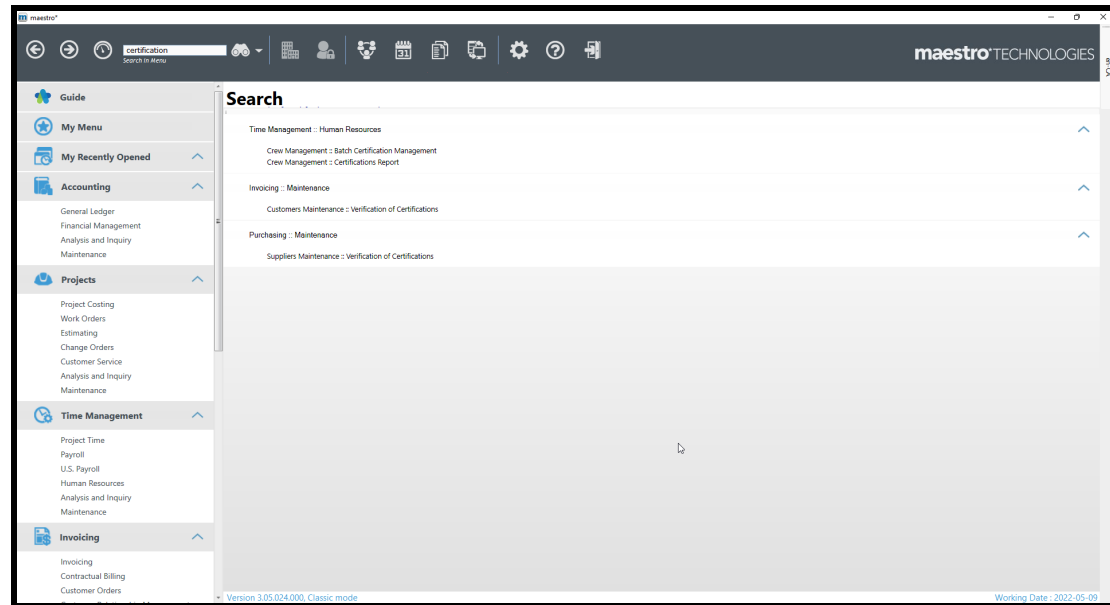 maestro*
certification
Search in Menu
31
maestro*TECHNOLOGIES
Guide
My Menu
My Recently Opened
Accounting
General Ledger
Financial Management
Analysis and Inquiry
Maintenance
Projects
Project Costing
Work Orders
Estimating
Change Orders
Customer Service
Analysis and Inquiry
Maintenance
Time Management
Project Time
Payroll
U.S. Payroll
Human Resources
Analysis and Inquiry
Maintenance
Invoicing
Invoicing
Contractual Billing
Customer Orders
Search
Time Management :: Human Resources
Crew Management :: Batch Certification Management
Crew Management :: Certifications Report
Invoicing :: Maintenance
Customers Maintenance :: Verification of Certifications
Purchasing :: Maintenance
Suppliers Maintenance :: Verification of Certifications
Version 3.05.024.000, Classic mode
Working Date : 2022-05-09